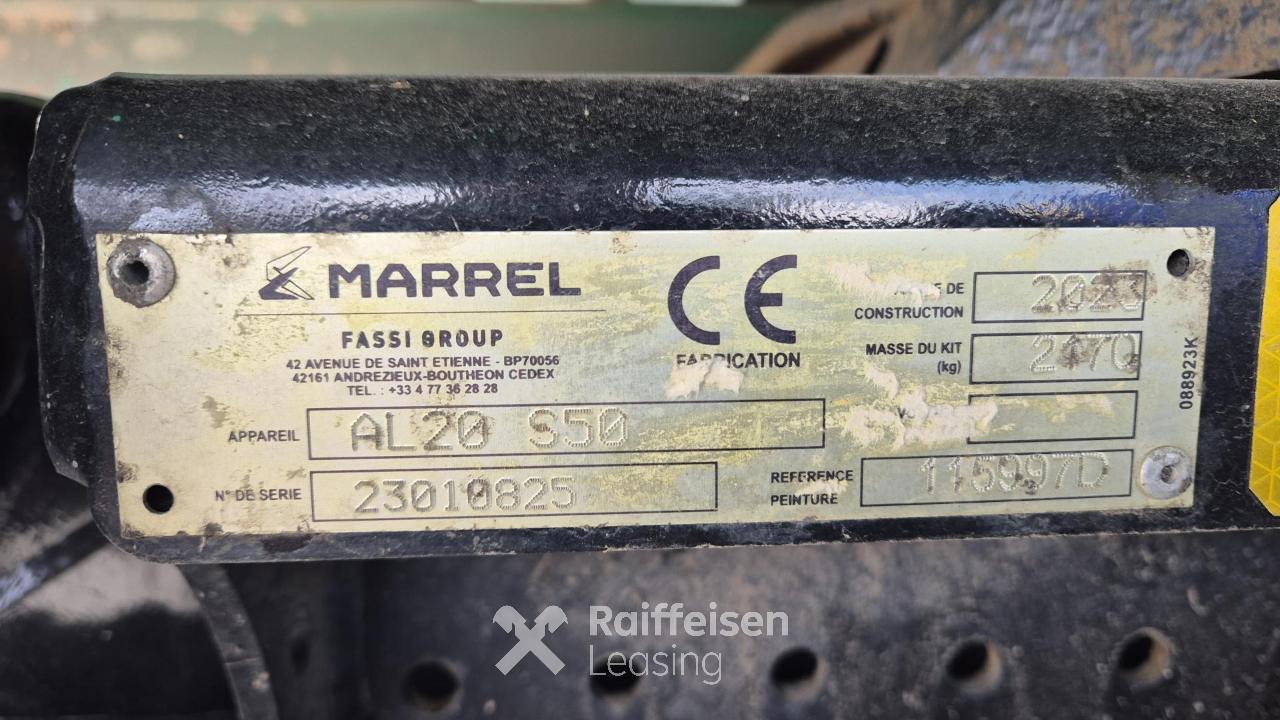 MARREL
FASSI GROUP
42 AVENUE DE SAINT ETIENNE - BP70056
42161 ANDREZIEUX-BOUTHEON CEDEX
TEL. : +33 4 77 36 28 28
CE
FABRICATION
DE
CONSTRUCTION 2023
MASSE DU KIT
(kg)
088923K
APPAREIL AL20 S50
N° DE SERIE 23010825
REFERENCE
PEINTURE 115997D
Raiffeisen
Leasing